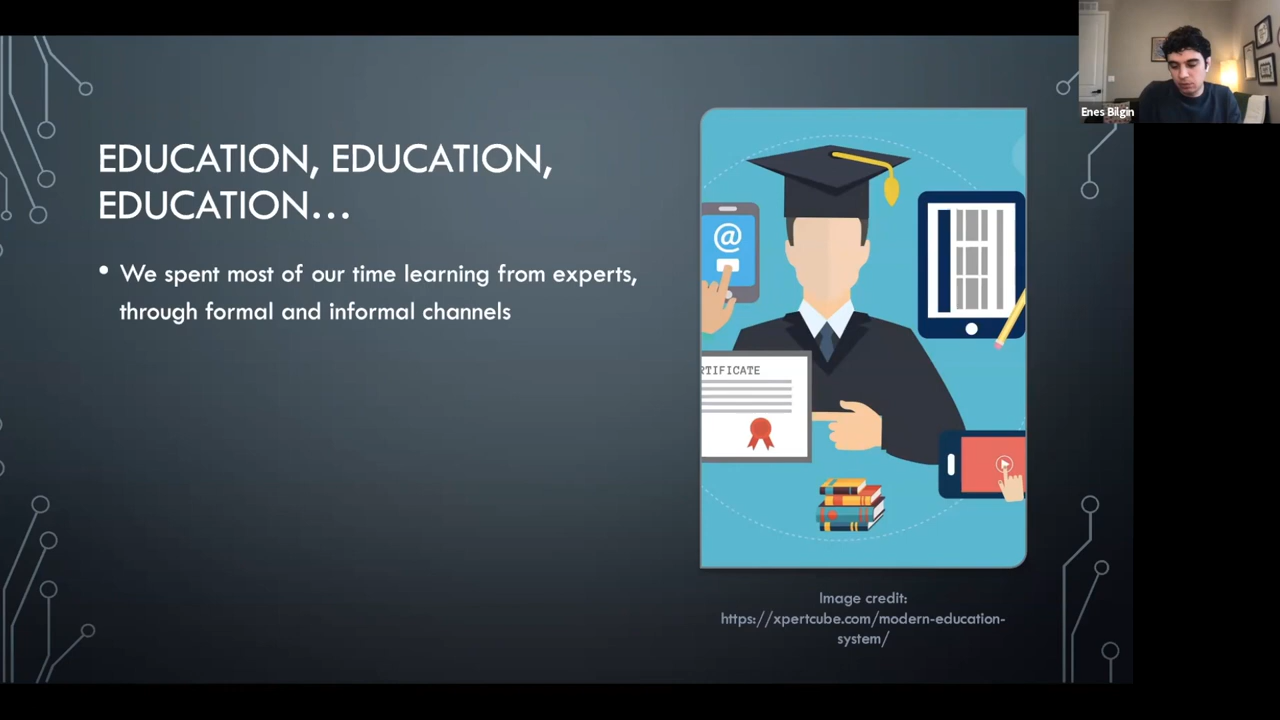 Enes Bilgin
EDUCATION, EDUCATION,
EDUCATION…
• We spent most of our time learning from experts,
through formal and informal channels
@
RTIFICATE
Image credit:
https://xpertcube.com/modern-education-
system/